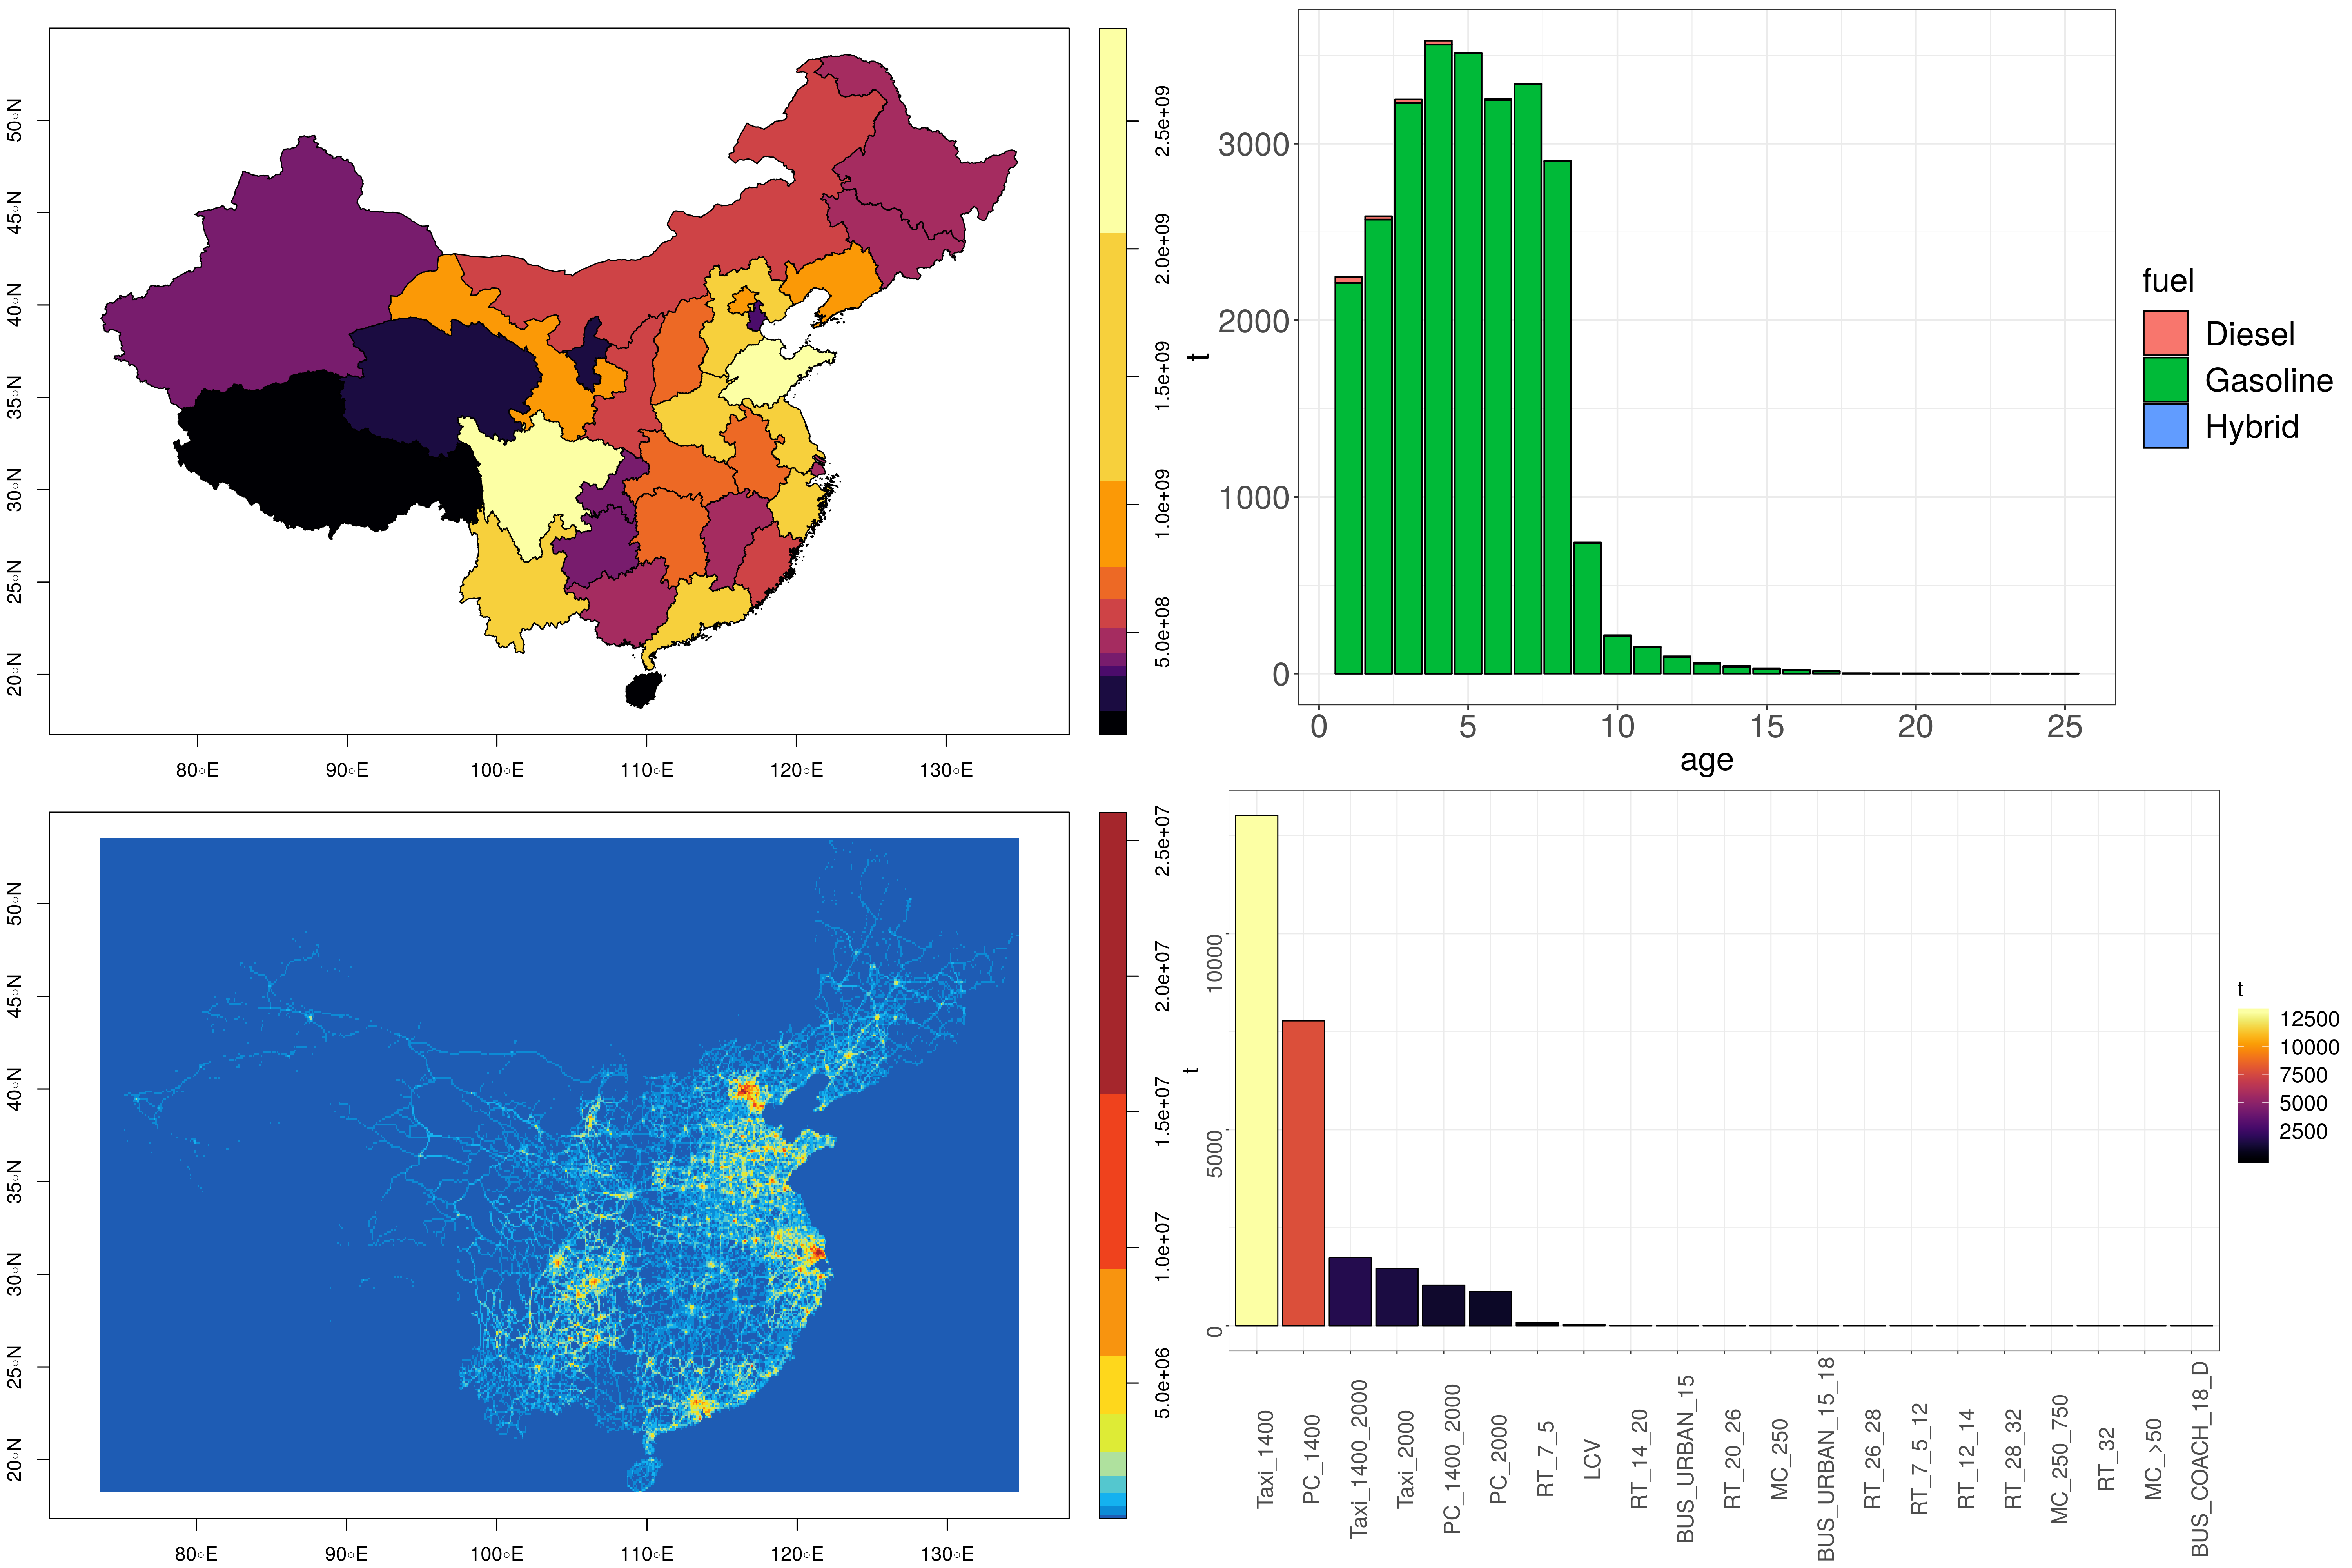 50°N
45°N
40°N
35°N
30°N
25°N
20°N
80°E 90°E 100°E 110°E 120°E 130°E
2.5e+09
2.0e+09
1.5e+09
1.0e+09
5.0e+08
t
3000
2000
1000
0
0 5 10 15 20 25
age
fuel
Diesel
Gasoline
Hybrid
50°N
45°N
40°N
35°N
30°N
25°N
20°N
80°E 90°E 100°E 110°E 120°E 130°E
2.5e+07
2.0e+07
1.5e+07
1.0e+07
5.0e+06
t
10000
5000
0
Taxi_1400
PC_1400
Taxi_1400_2000
Taxi_2000
PC_1400_2000
PC_2000
RT_7_5
LCV
RT_14_20
BUS_URBAN_15
RT_20_26
MC_250
BUS_URBAN_15_18
RT_26_28
RT_7_5_12
RT_12_14
RT_28_32
MC_250_750
RT_32
MC_>50
BUS_COACH_18_D
t
12500
10000
7500
5000
2500